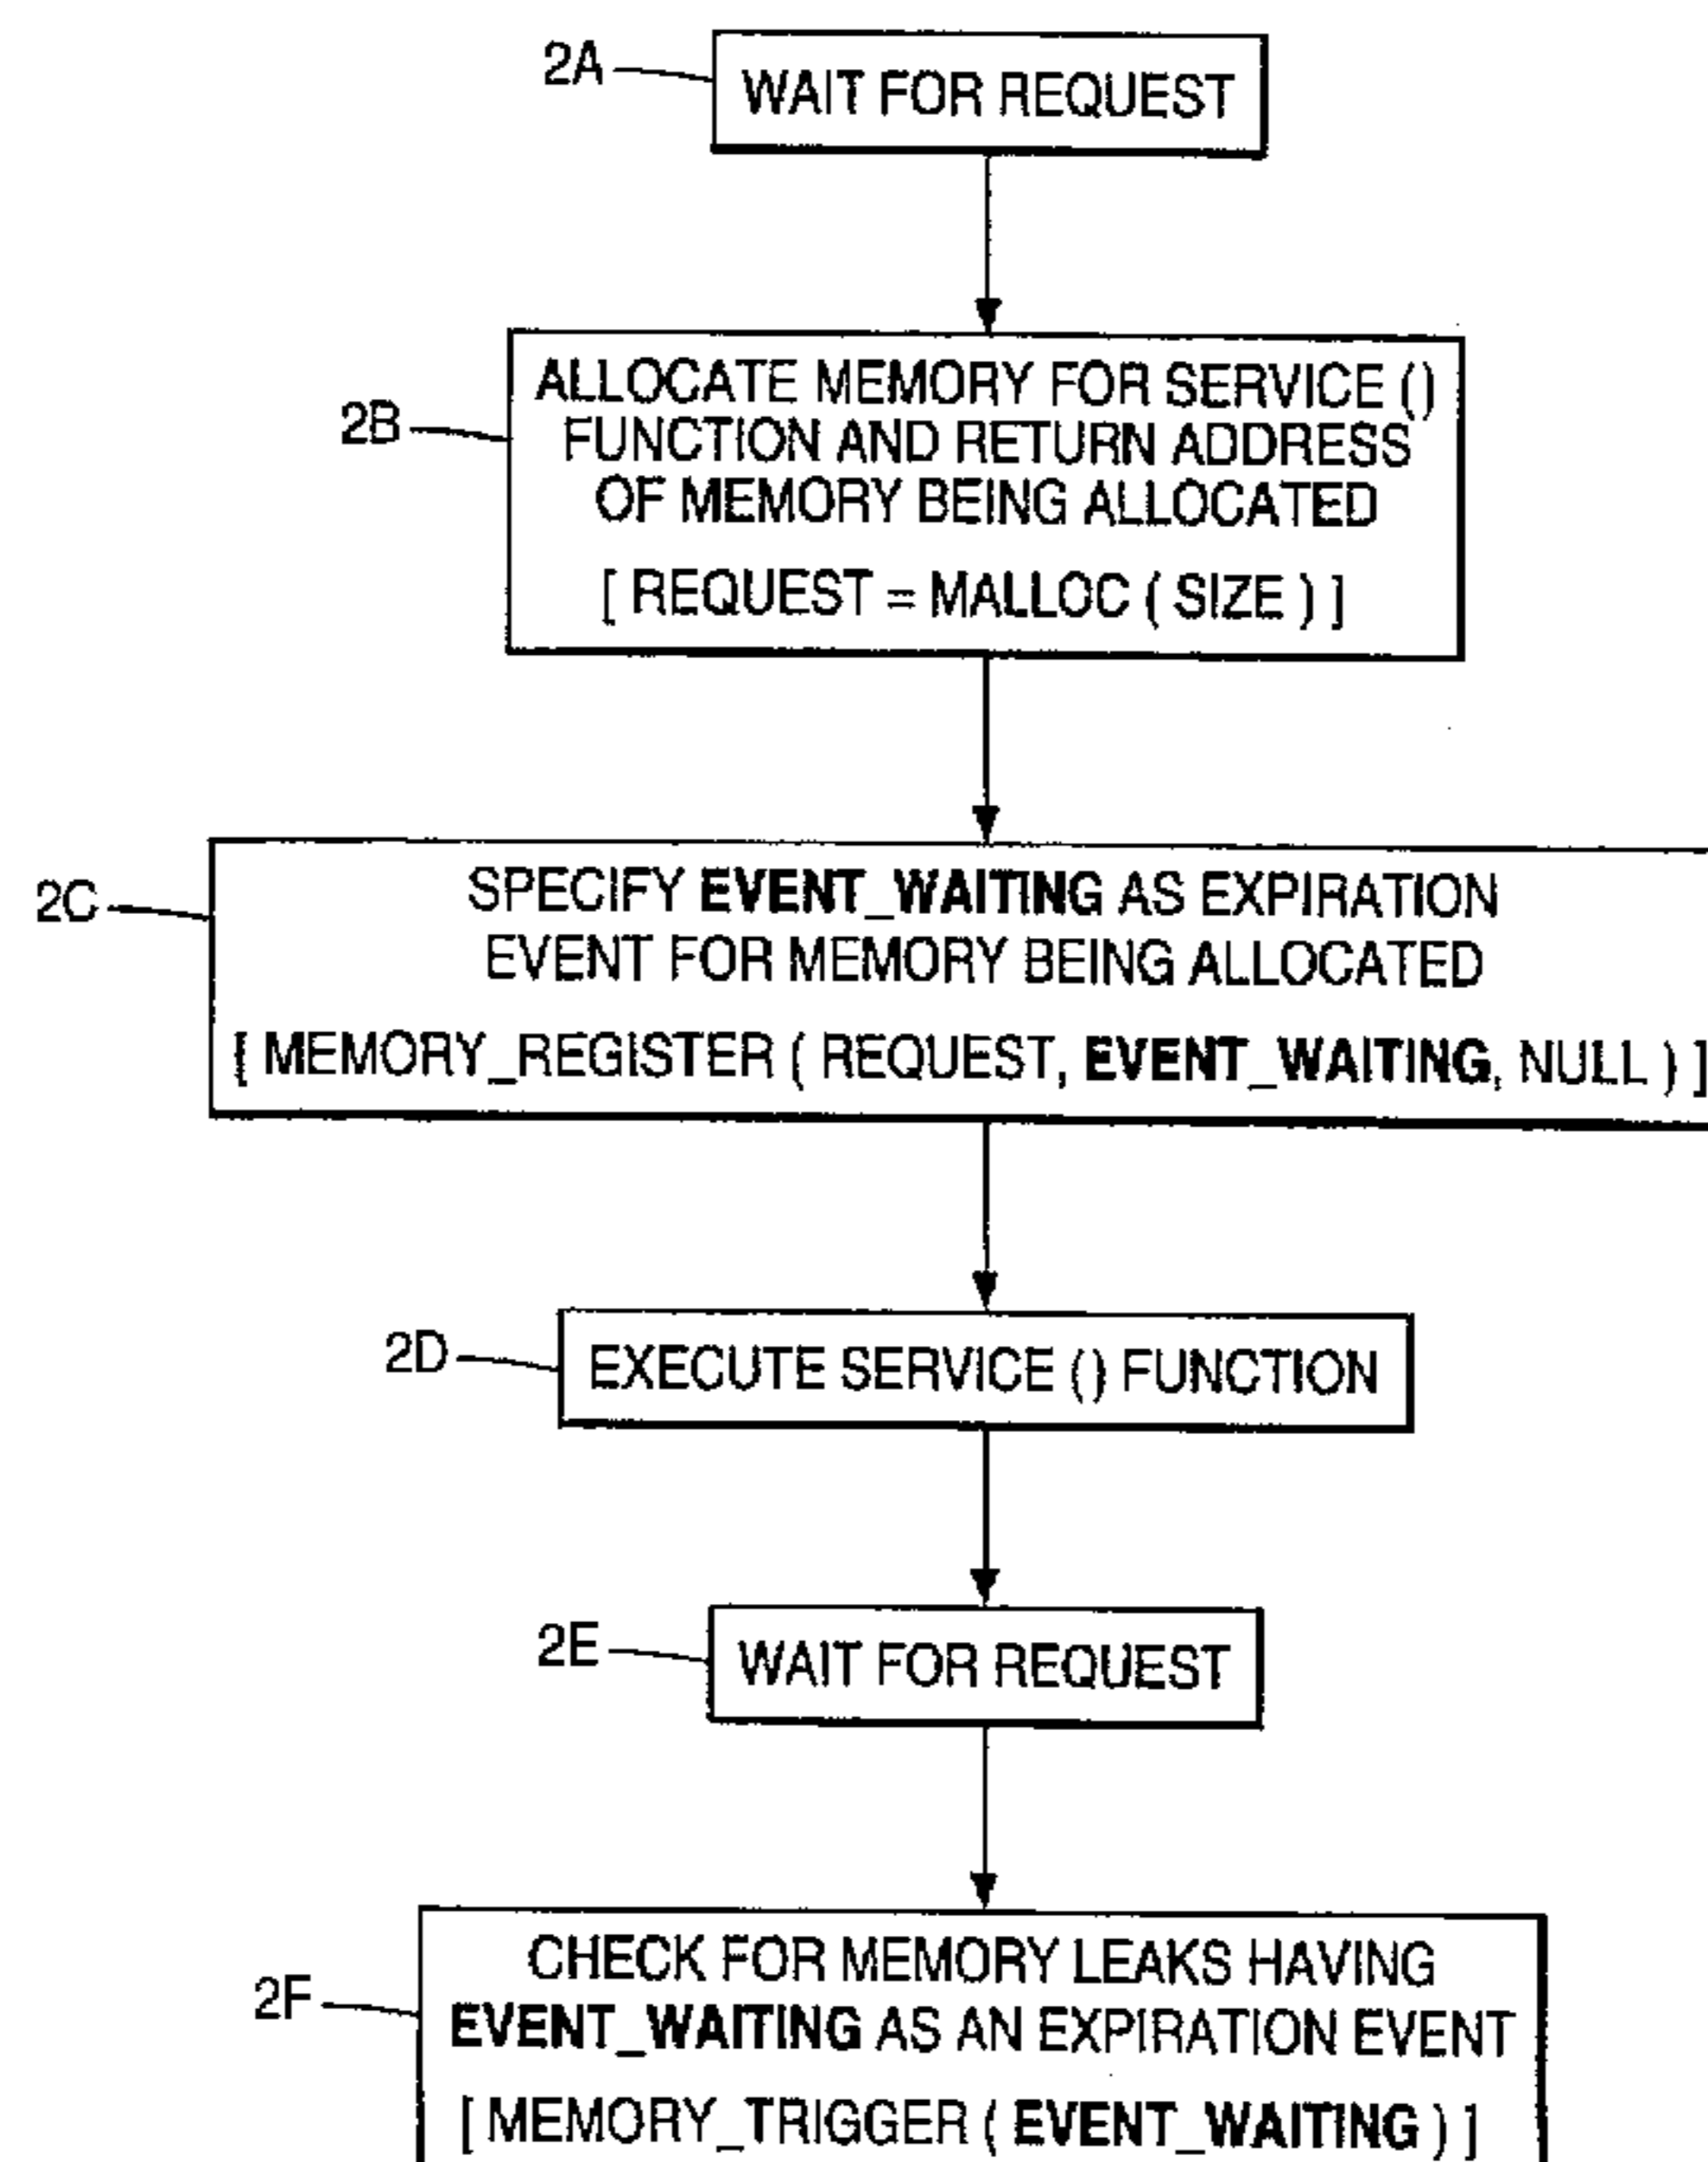 2A
WAIT FOR REQUEST
2B
ALLOCATE MEMORY FOR SERVICE ()
FUNCTION AND RETURN ADDRESS
OF MEMORY BEING ALLOCATED
[ REQUEST = MALLOC ( SIZE ) ]
2C
SPECIFY EVENT_WAITING AS EXPIRATION
EVENT FOR MEMORY BEING ALLOCATED
[ MEMORY_REGISTER ( REQUEST, EVENT_WAITING, NULL ) ]
2D
EXECUTE SERVICE () FUNCTION
2E
WAIT FOR REQUEST
2F
CHECK FOR MEMORY LEAKS HAVING
EVENT_WAITING AS AN EXPIRATION EVENT
[ MEMORY_TRIGGER ( EVENT_WAITING ) ]